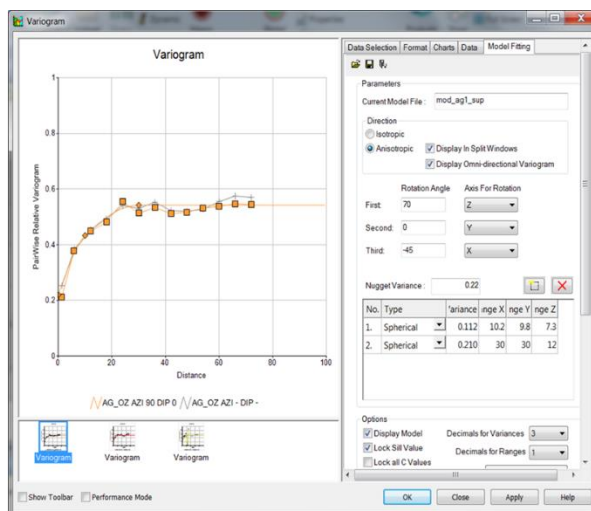 Variogram
Variogram
PairWise Relative Variogram
1
0.8
0.6
0.4
0.2
0
0 20 40 60 80 100
Distance
AG_OZ AZI 90 DIP 0 AG_OZ AZI - DIP -
Variogram Variogram Variogram
Show Toolbar Performance Mode
Data Selection Format Charts Data Model Fitting
Parameters
Current Model File : mod_ag1_sup
Direction
Isotropic
Anisotropic Display In Split Windows
Display Omni-directional Variogram
Rotation Angle Axis For Rotation
First: 70 Z
Second: 0 Y
Third: -45 X
Nugget Variance : 0.22
No. Type 'ariance nge X nge Y nge Z
1. Spherical 0.112 10.2 9.8 7.3
2. Spherical 0.210 30 30 12
Options
Display Model Decimals for Variances 3
Lock Sill Value Decimals for Ranges 1
Lock all C Values
OK Close Apply Help